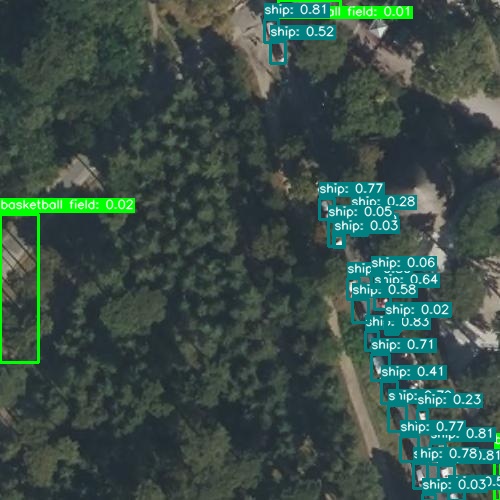 ship: 0.81
all field: 0.01
ship: 0.52
ship: 0.77
ship: 0.28
basketball field: 0.02
ship: 0.05
ship: 0.03
ship: 0.06
ship: 0.64
ship: 0.58
ship: 0.02
ship: 0.83
ship: 0.71
ship: 0.41
ship: 0.23
ship: 0.77
ship: 0.81
ship: 0.78
0.81
ship: 0.03